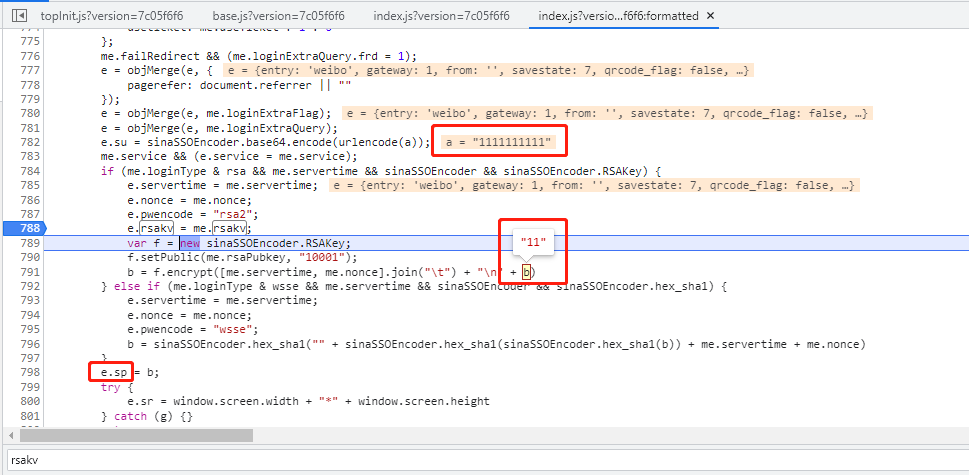 topInit.js?version=7c05f6f6 base.js?version=7c05f6f6 index.js?version=7c05f6f6 index.js?versio…f6f6:formatted ×
775 };
776 me.failRedirect && (me.loginExtraQuery.frd = 1);
777 e = objMerge(e, { e = {entry: 'weibo', gateway: 1, from: '', savestate: 7, qrcode_flag: false, …}
778 pagerefer: document.referrer || ""
779 });
780 e = objMerge(e, me.loginExtraFlag); e = {entry: 'weibo', gateway: 1, from: '', savestate: 7, qrcode_flag: false, …}
781 e = objMerge(e, me.loginExtraQuery);
782 e.su = sinaSSOEncoder.base64.encode(urlencode(a)); a = "1111111111"
783 me.service && (e.service = me.service);
784 if (me.loginType & rsa && me.servertime && sinaSSOEncoder && sinaSSOEncoder.RSAKey) {
785 e.servertime = me.servertime; e = {entry: 'weibo', gateway: 1, from: '', savestate: 7, qrcode_flag: false, …}
786 e.nonce = me.nonce;
787 e.pwencode = "rsa2";
788 e.rsakv = me.rsakv;
"11"
789 var f = new sinaSSOEncoder.RSAKey;
790 f.setPublic(me.rsaPubkey, "10001");
791 b = f.encrypt([me.servertime, me.nonce].join("\t") + "\n" + b)
792 } else if (me.loginType & wsse && me.servertime && sinaSSOEncoder && sinaSSOEncoder.hex_sha1) {
793 e.servertime = me.servertime;
794 e.nonce = me.nonce;
795 e.pwencode = "wsse";
796 b = sinaSSOEncoder.hex_sha1("" + sinaSSOEncoder.hex_sha1(sinaSSOEncoder.hex_sha1(b)) + me.servertime + me.nonce)
797 }
798 e.sp = b;
799 try {
800 e.sr = window.screen.width + "*" + window.screen.height
801 } catch (g) {}
rsakv